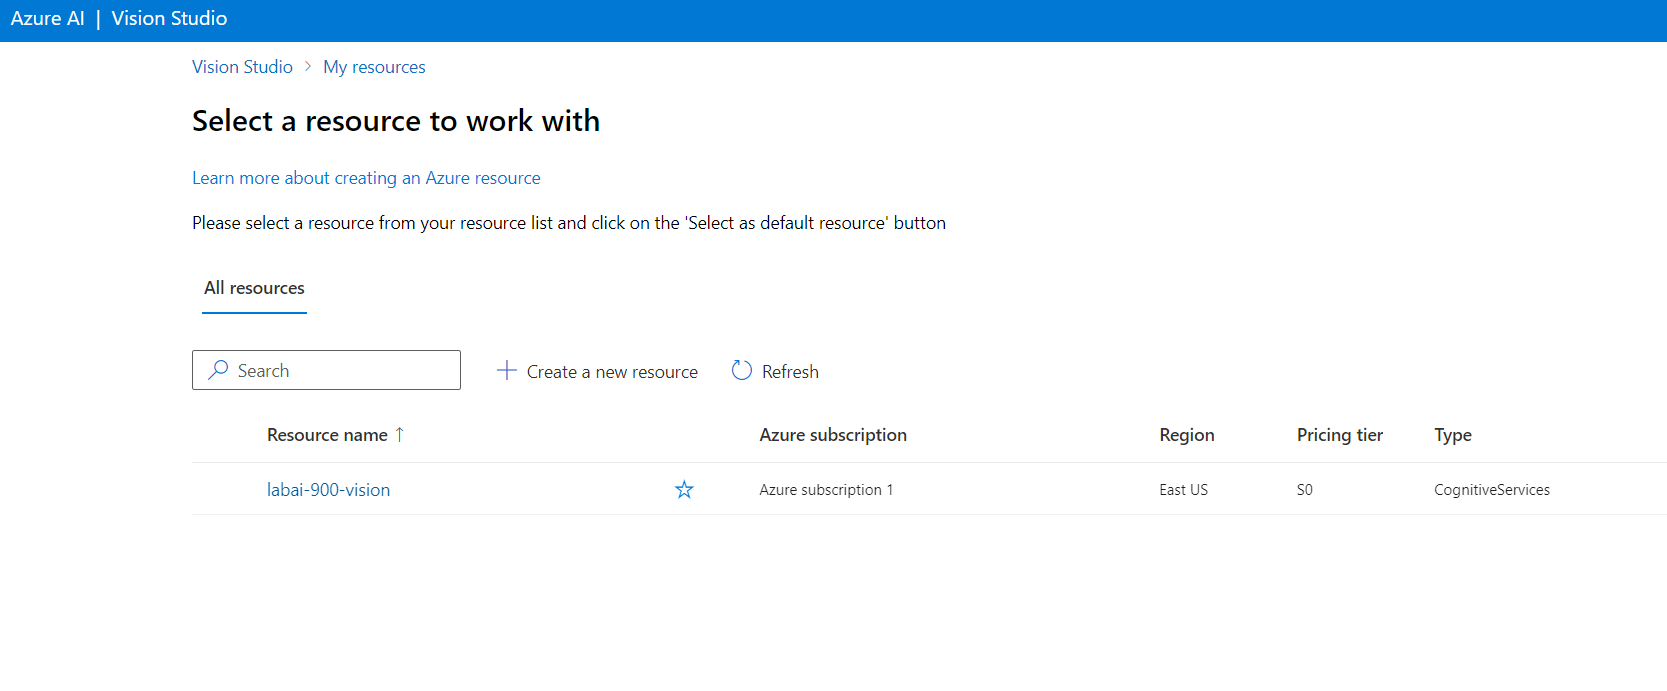 Azure AI | Vision Studio
Vision Studio > My resources
Select a resource to work with
Learn more about creating an Azure resource
Please select a resource from your resource list and click on the 'Select as default resource' button
All resources
Search + Create a new resource Refresh
Resource name ↑ Azure subscription Region Pricing tier Type
labai-900-vision Azure subscription 1 East US S0 CognitiveServices